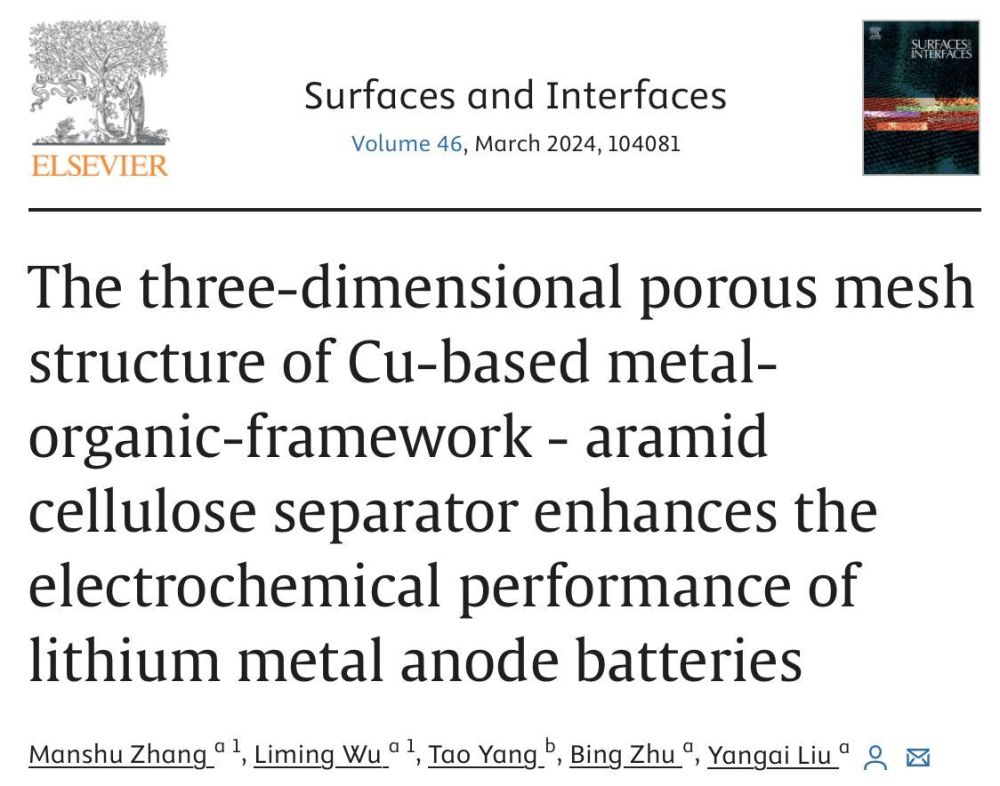 Surfaces and Interfaces
SURFACES AND
INTERFACES
ELSEVIER
Volume 46, March 2024, 104081
The three-dimensional porous mesh
structure of Cu-based metal-
organic-framework - aramid
cellulose separator enhances the
electrochemical performance of
lithium metal anode batteries
Manshu Zhang a 1, Liming Wu a 1, Tao Yang b, Bing Zhu a, Yangai Liu a